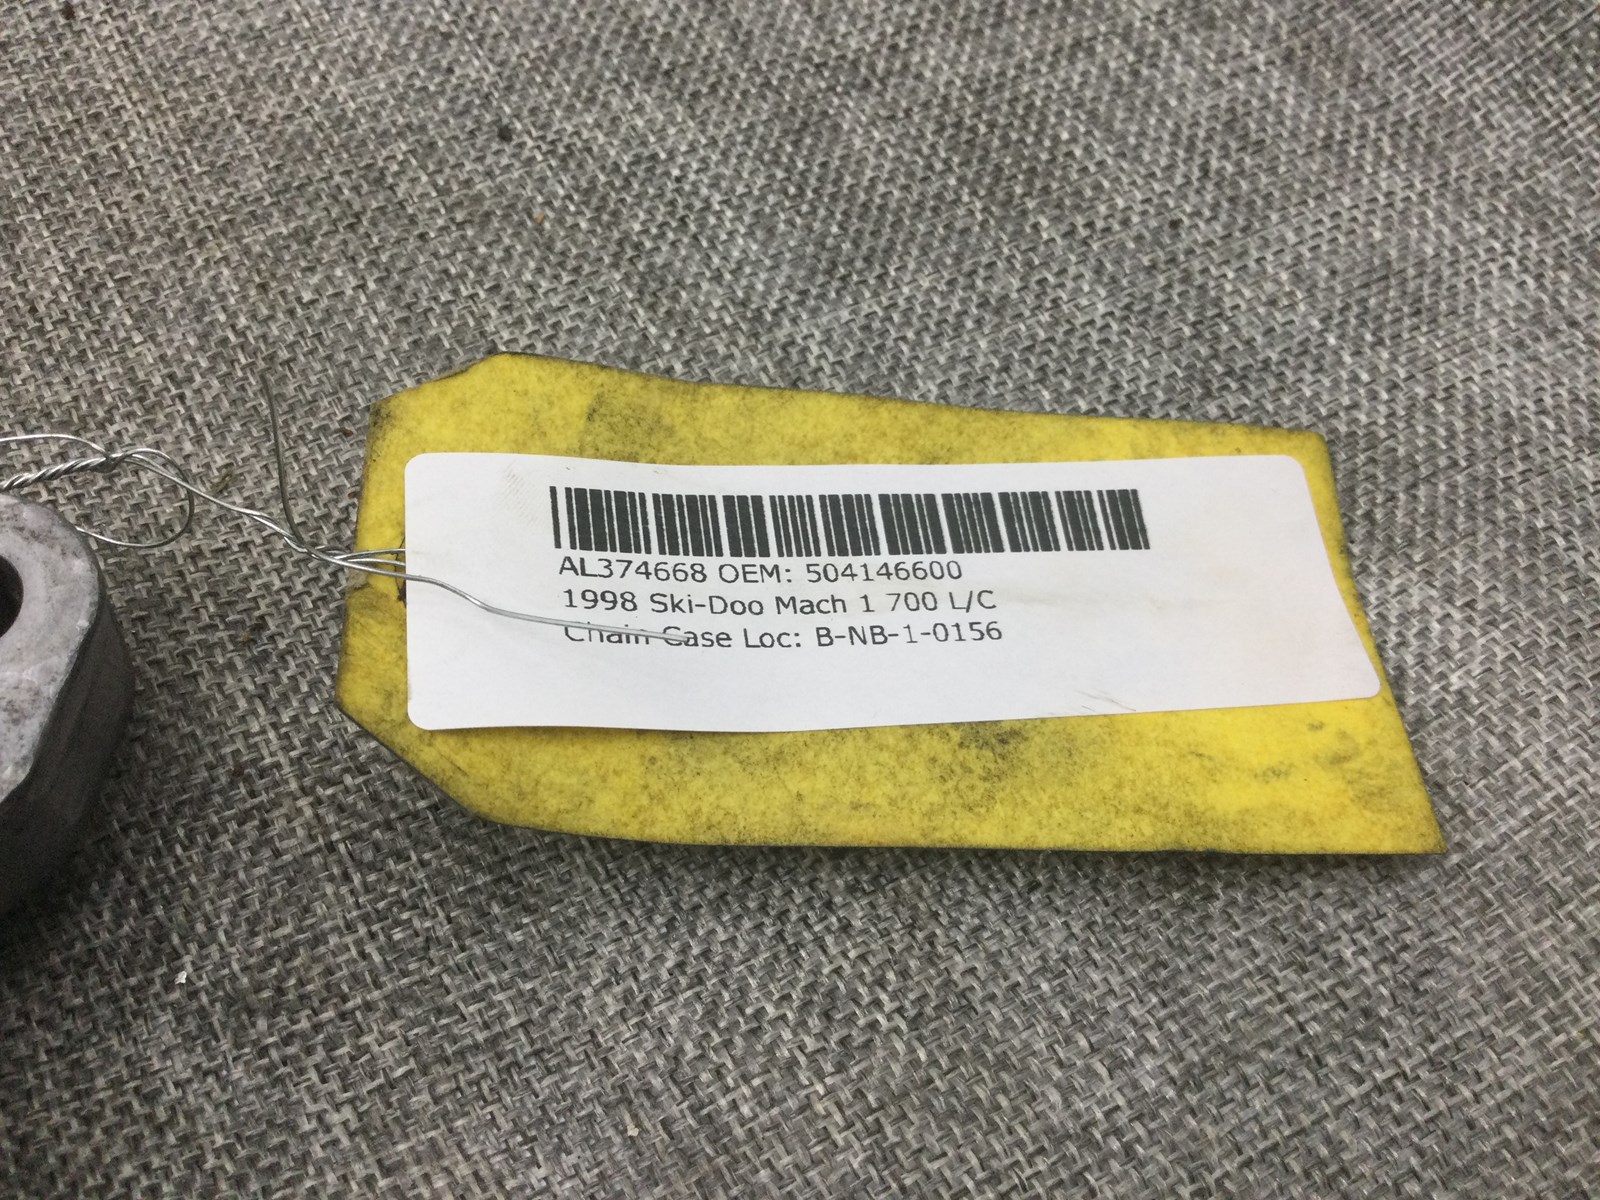 AL374668 OEM: 504146600
1998 Ski-Doo Mach 1 700 L/C
Chain Case Loc: B-NB-1-0156